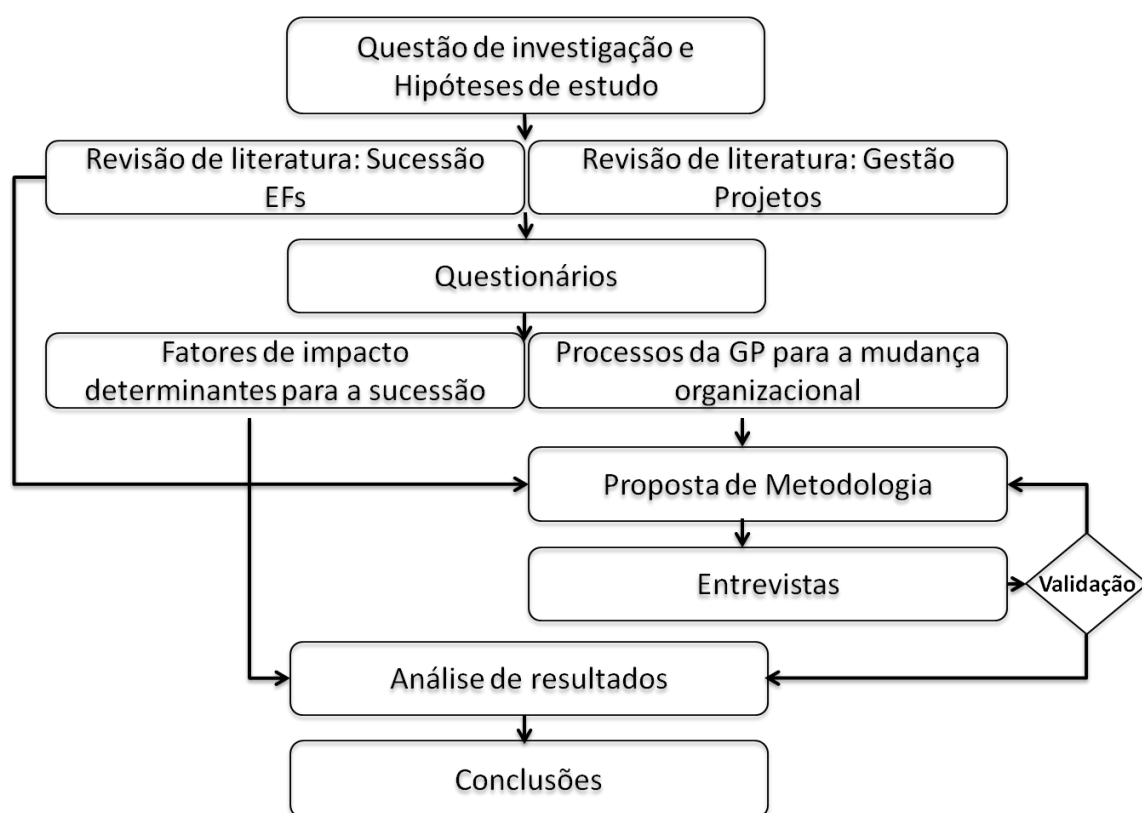 Questão de investigação e
Hipóteses de estudo
Revisão de literatura: Sucessão
EFs
Revisão de literatura: Gestão
Projetos
Questionários
Fatores de impacto
determinantes para a sucessão
Processos da GP para a mudança
organizacional
Proposta de Metodologia
Entrevistas
Validação
Análise de resultados
Conclusões